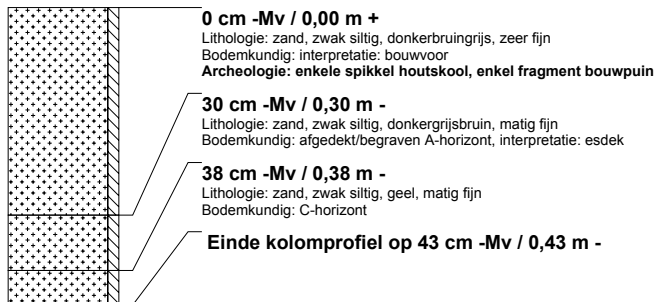 0 cm -Mv / 0,00 m +
Lithologie: zand, zwak siltig, donkerbruingrijs, zeer fijn
Bodemkundig: interpretatie: bouwvoor
Archeologie: enkele spikkel houtskool, enkel fragment bouwpuin
30 cm -Mv / 0,30 m -
Lithologie: zand, zwak siltig, donkergrijsbruin, matig fijn
Bodemkundig: afgedekt/begraven A-horizont, interpretatie: esdek
38 cm -Mv / 0,38 m -
Lithologie: zand, zwak siltig, geel, matig fijn
Bodemkundig: C-horizont
Einde kolomprofiel op 43 cm -Mv / 0,43 m -